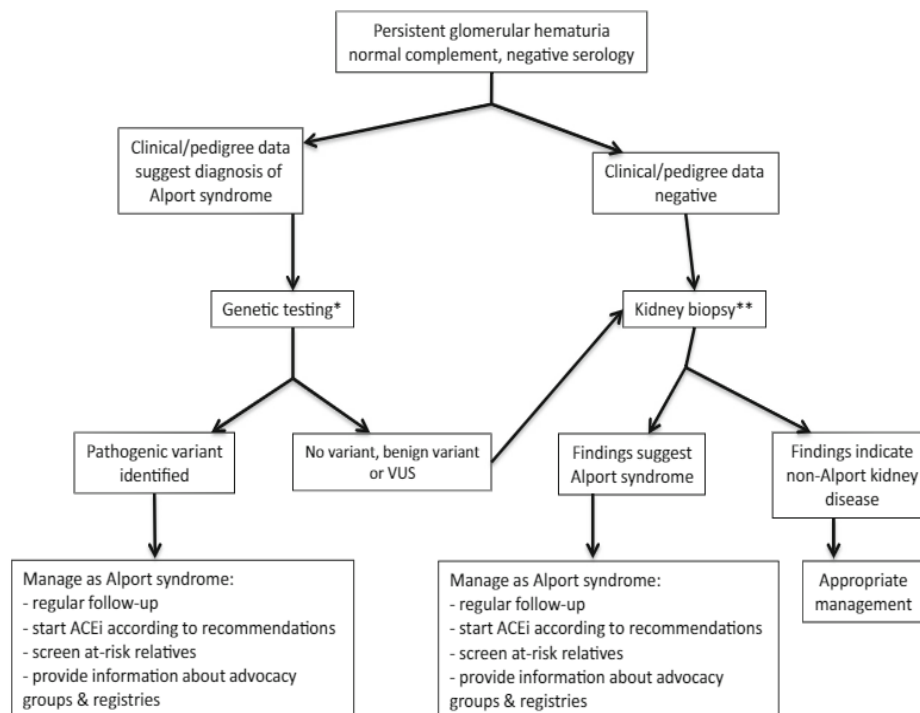 Persistent glomerular hematuria
normal complement, negative serology
Clinical/pedigree data
suggest diagnosis of
Alport syndrome
Clinical/pedigree data
negative
Genetic testing*
Kidney biopsy**
Pathogenic variant
identified
No variant, benign variant
or VUS
Findings suggest
Alport syndrome
Findings indicate
non-Alport kidney
disease
Manage as Alport syndrome:
- regular follow-up
- start ACEi according to recommendations
- screen at-risk relatives
- provide information about advocacy
groups & registries
Manage as Alport syndrome:
- regular follow-up
- start ACEi according to recommendations
- screen at-risk relatives
- provide information about advocacy
groups & registries
Appropriate
management